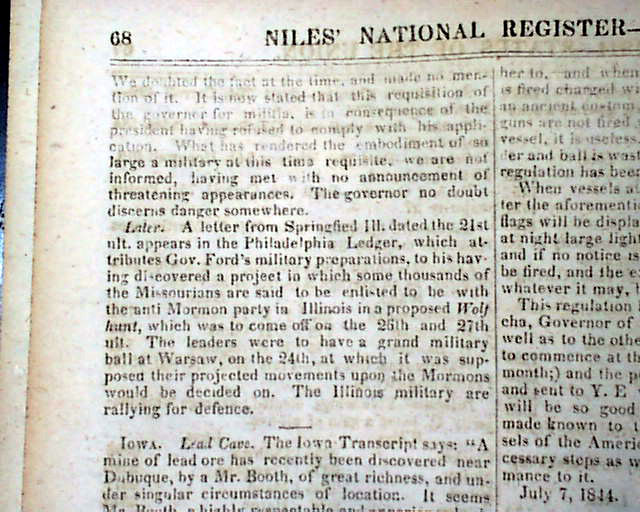 68 NILES' NATIONAL REGISTER—
We doubted the fact at the time, and made no men-
tion of it. It is now stated that this requisition of
the governor for militia, is in consequence of the
president having refused to comply with his appli-
cation. What has rendered the embodiment of so
large a military at this time requisite, we are not
informed, having met with no announcement of
threatening appearances. The governor no doubt
discerns danger somewhere.
Later. A letter from Springfied Ill. dated the 21st
ult. appears in the Philadelphia Ledger, which at-
tributes Gov. Ford's military preparations, to his hav-
ing discovered a project in which some thousands of
the Missourians are said to be enlisted to be with
the anti Mormon party in Illinois in a proposed Wolf
hunt, which was to come off on the 26th and 27th
ult. The leaders were to have a grand military
ball at Warsaw, on the 24th, at which it was sup-
posed their projected movements upon the Mormons
would be decided on. The Illinois military are
rallying for defence.
IOWA. Lead Cave. The Iowa Transcript says: "A
mine of lead ore has recently been discovered near
Dubuque, by a Mr. Booth, of great richness, and un-
der singular circumstances of location. It seems
Mr. Booth, a highly respectable and
her to, and when
is fired charged
an ancient custom
guns are not fired
vessel, it is useless.
der and ball is
regulation has been
When vessels
ter the
flags will be
at night large
and if no notice is
be fired, and the
whatever it may,
This regulation
cha, Governor of
well as to the
to commence at
month;) and the
and sent to Y. E
will be so good
made known to
sels of the
cessary steps as
mance to it.
July 7, 1844.